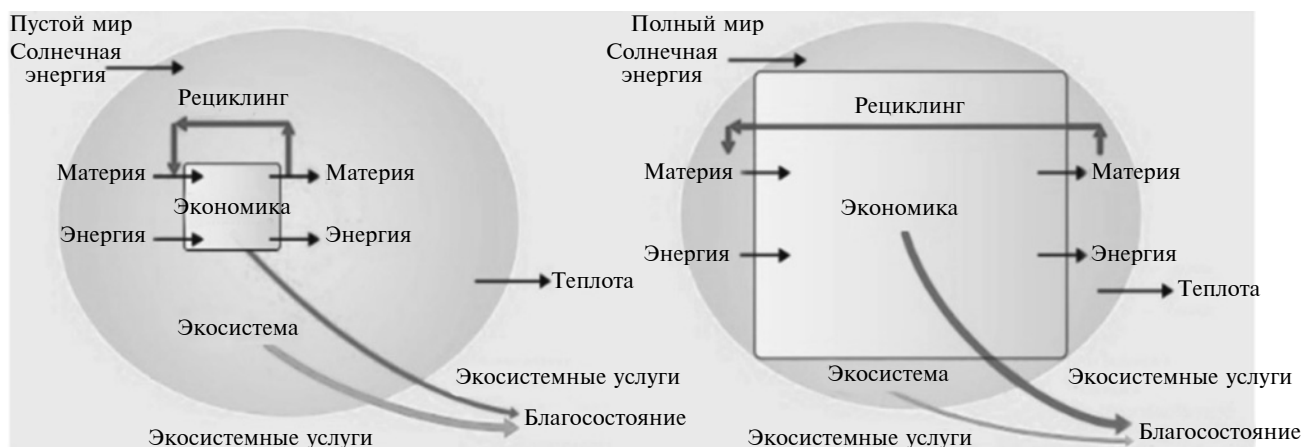 Пустой мир
Солнечная
энергия
Рециклинг
Материя
Материя
Экономика
Энергия
Энергия
Теплота
Экосистема
Экосистемные услуги
Благосостояние
Экосистемные услуги
Полный мир
Солнечная
энергия
Рециклинг
Материя
Материя
Экономика
Энергия
Энергия
Теплота
Экосистема
Экосистемные услуги
Благосостояние
Экосистемные услуги